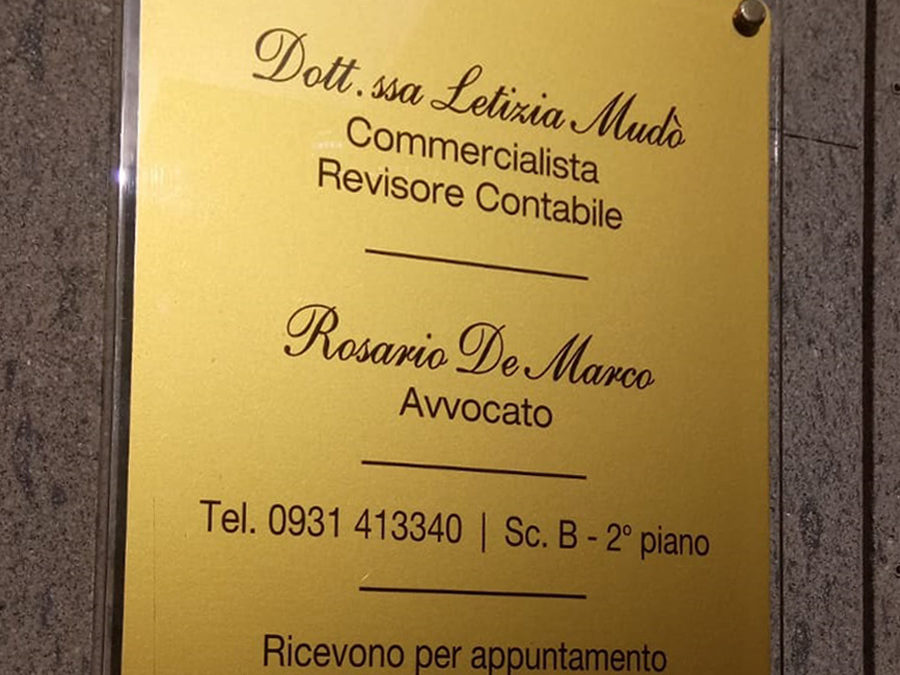 Dott.ssa Letizia Mudò
Commercialista
Revisore Contabile
Rosario De Marco
Avvocato
Tel. 0931 413340 | Sc. B - 2° piano
Ricevono per appuntamento